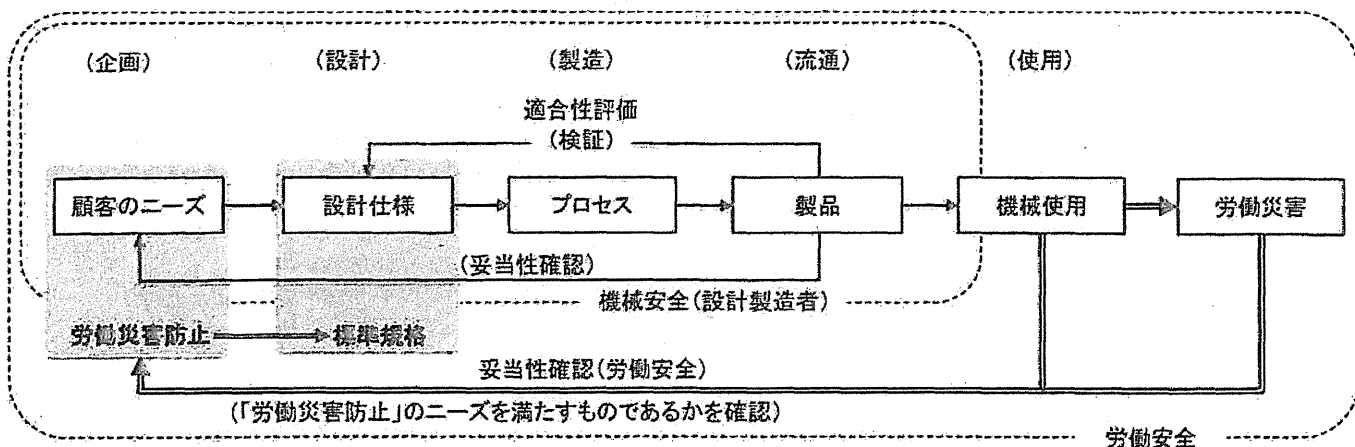 (企画)
(設計)
(製造)
(流通)
(使用)
適合性評価
(検証)
顧客のニーズ
設計仕様
プロセス
製品
機械使用
労働災害
(妥当性確認)
機械安全(設計製造者)
労働災害防止
標準規格
妥当性確認(労働安全)
(「労働災害防止」のニーズを満たすものであるかを確認)
労働安全